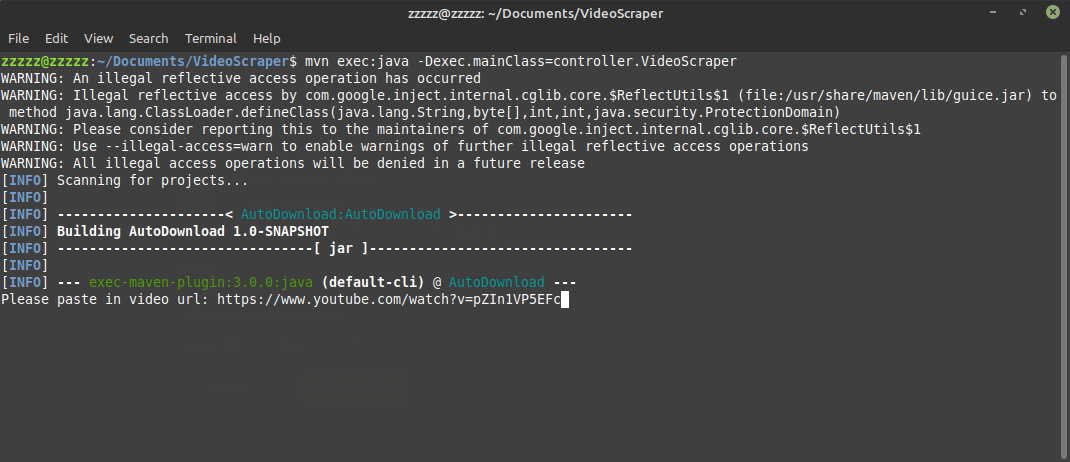 zzzzz@zzzzz: ~/Documents/VideoScraper
File Edit View Search Terminal Help
zzzzz@zzzzz:~/Documents/VideoScraper$ mvn exec:java -Dexec.mainClass=controller.VideoScraper
WARNING: An illegal reflective access operation has occurred
WARNING: Illegal reflective access by com.google.inject.internal.cglib.core.$ReflectUtils$1 (file:/usr/share/maven/lib/guice.jar) to
 method java.lang.ClassLoader.defineClass(java.lang.String,byte[],int,int,java.security.ProtectionDomain)
WARNING: Please consider reporting this to the maintainers of com.google.inject.internal.cglib.core.$ReflectUtils$1
WARNING: Use --illegal-access=warn to enable warnings of further illegal reflective access operations
WARNING: All illegal access operations will be denied in a future release
[INFO] Scanning for projects...
[INFO]
[INFO] ---------------------< AutoDownload:AutoDownload >----------------------
[INFO] Building AutoDownload 1.0-SNAPSHOT
[INFO] --------------------------------[ jar ]---------------------------------
[INFO]
[INFO] --- exec-maven-plugin:3.0.0:java (default-cli) @ AutoDownload ---
Please paste in video url: https://www.youtube.com/watch?v=pZIn1VP5EFc